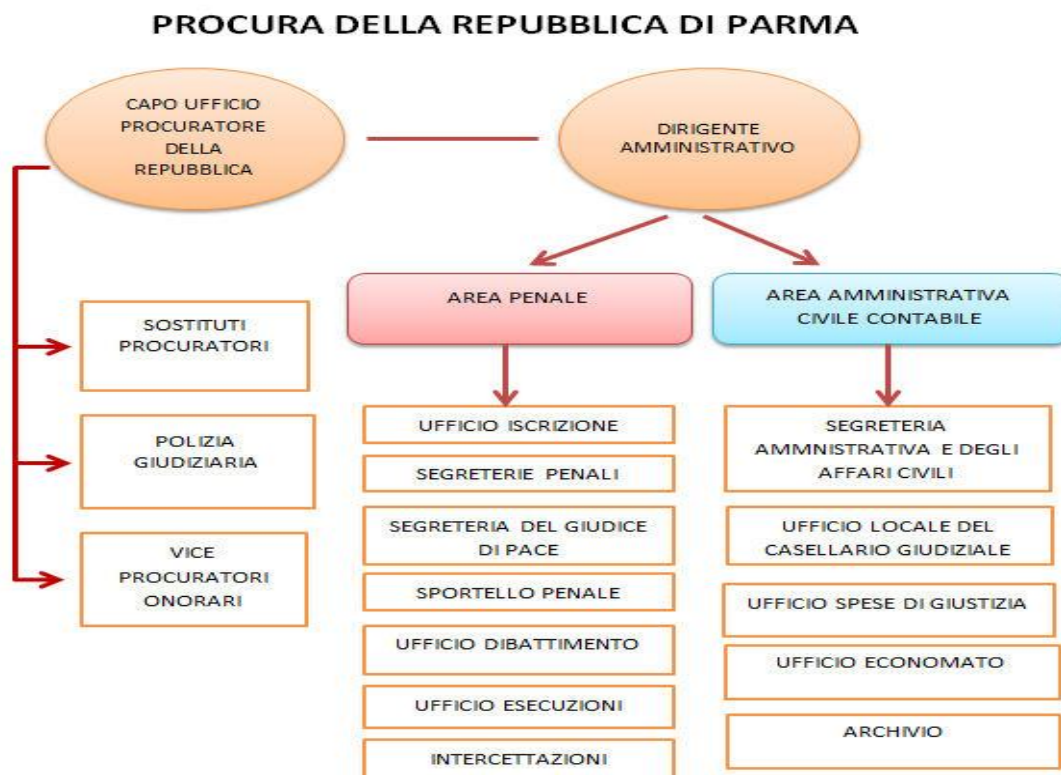 PROCURA DELLA REPUBBLICA DI PARMA
CAPO UFFICIO
PROCURATORE
DELLA
REPUBBLICA
DIRIGENTE
AMMINISTRATIVO
SOSTITUTI
PROCURATORI
POLIZIA
GIUDIZIARIA
VICE
PROCURATORI
ONORARI
AREA PENALE
UFFICIO ISCRIZIONE
SEGRETERIE PENALI
SEGRETERIA DEL GIUDICE
DI PACE
SPORTELLO PENALE
UFFICIO DIBATTIMENTO
UFFICIO ESECUZIONI
INTERCETTAZIONI
AREA AMMINISTRATIVA
CIVILE CONTABILE
SEGRETERIA
AMMNISTRATIVA E DEGLI
AFFARI CIVILI
UFFICIO LOCALE DEL
CASELLARIO GIUDIZIALE
UFFICIO SPESE DI GIUSTIZIA
UFFICIO ECONOMATO
ARCHIVIO